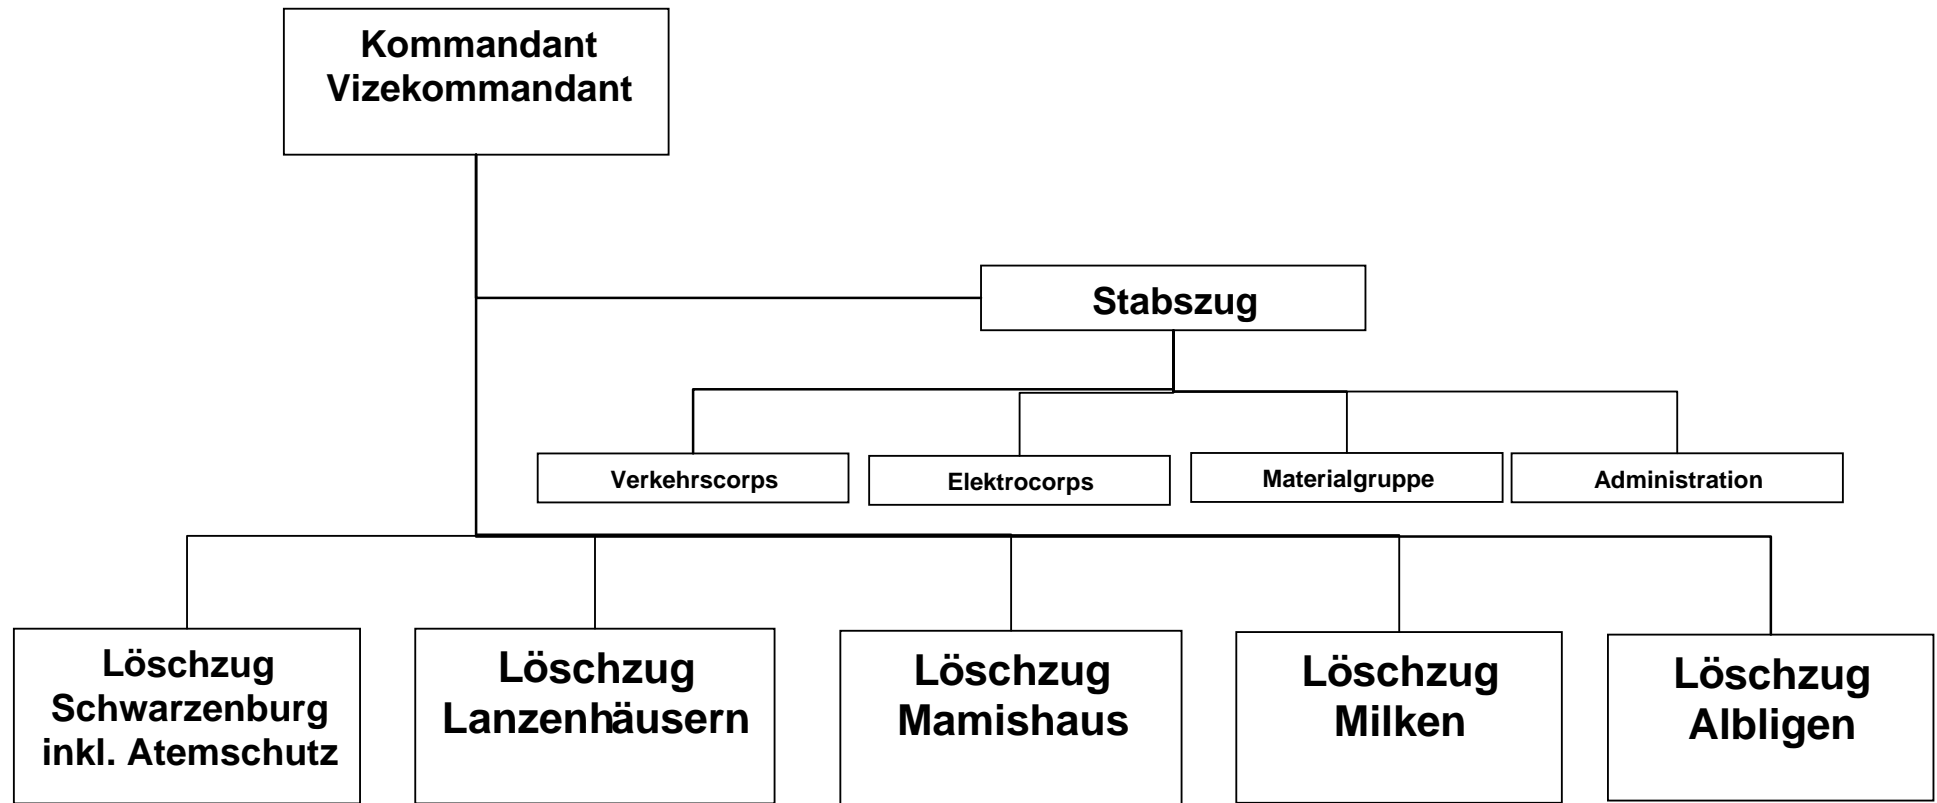 Kommandant
Vizekommandant
Stabszug
Verkehrscorps
Elektrocorps
Materialgruppe
Administration
Löschzug
Schwarzenburg
inkl. Atemschutz
Löschzug
Lanzenhäusern
Löschzug
Mamishaus
Löschzug
Milken
Löschzug
Albligen